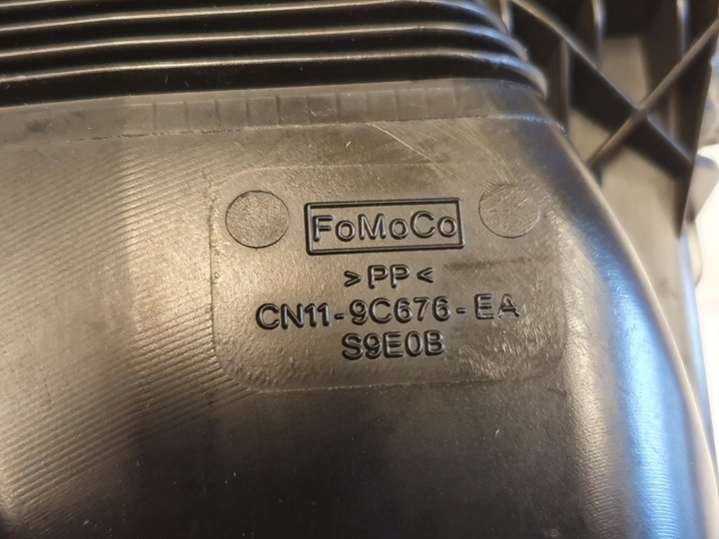 FoMoCo
>PP<
CN11-9C676-EA
S9E0B